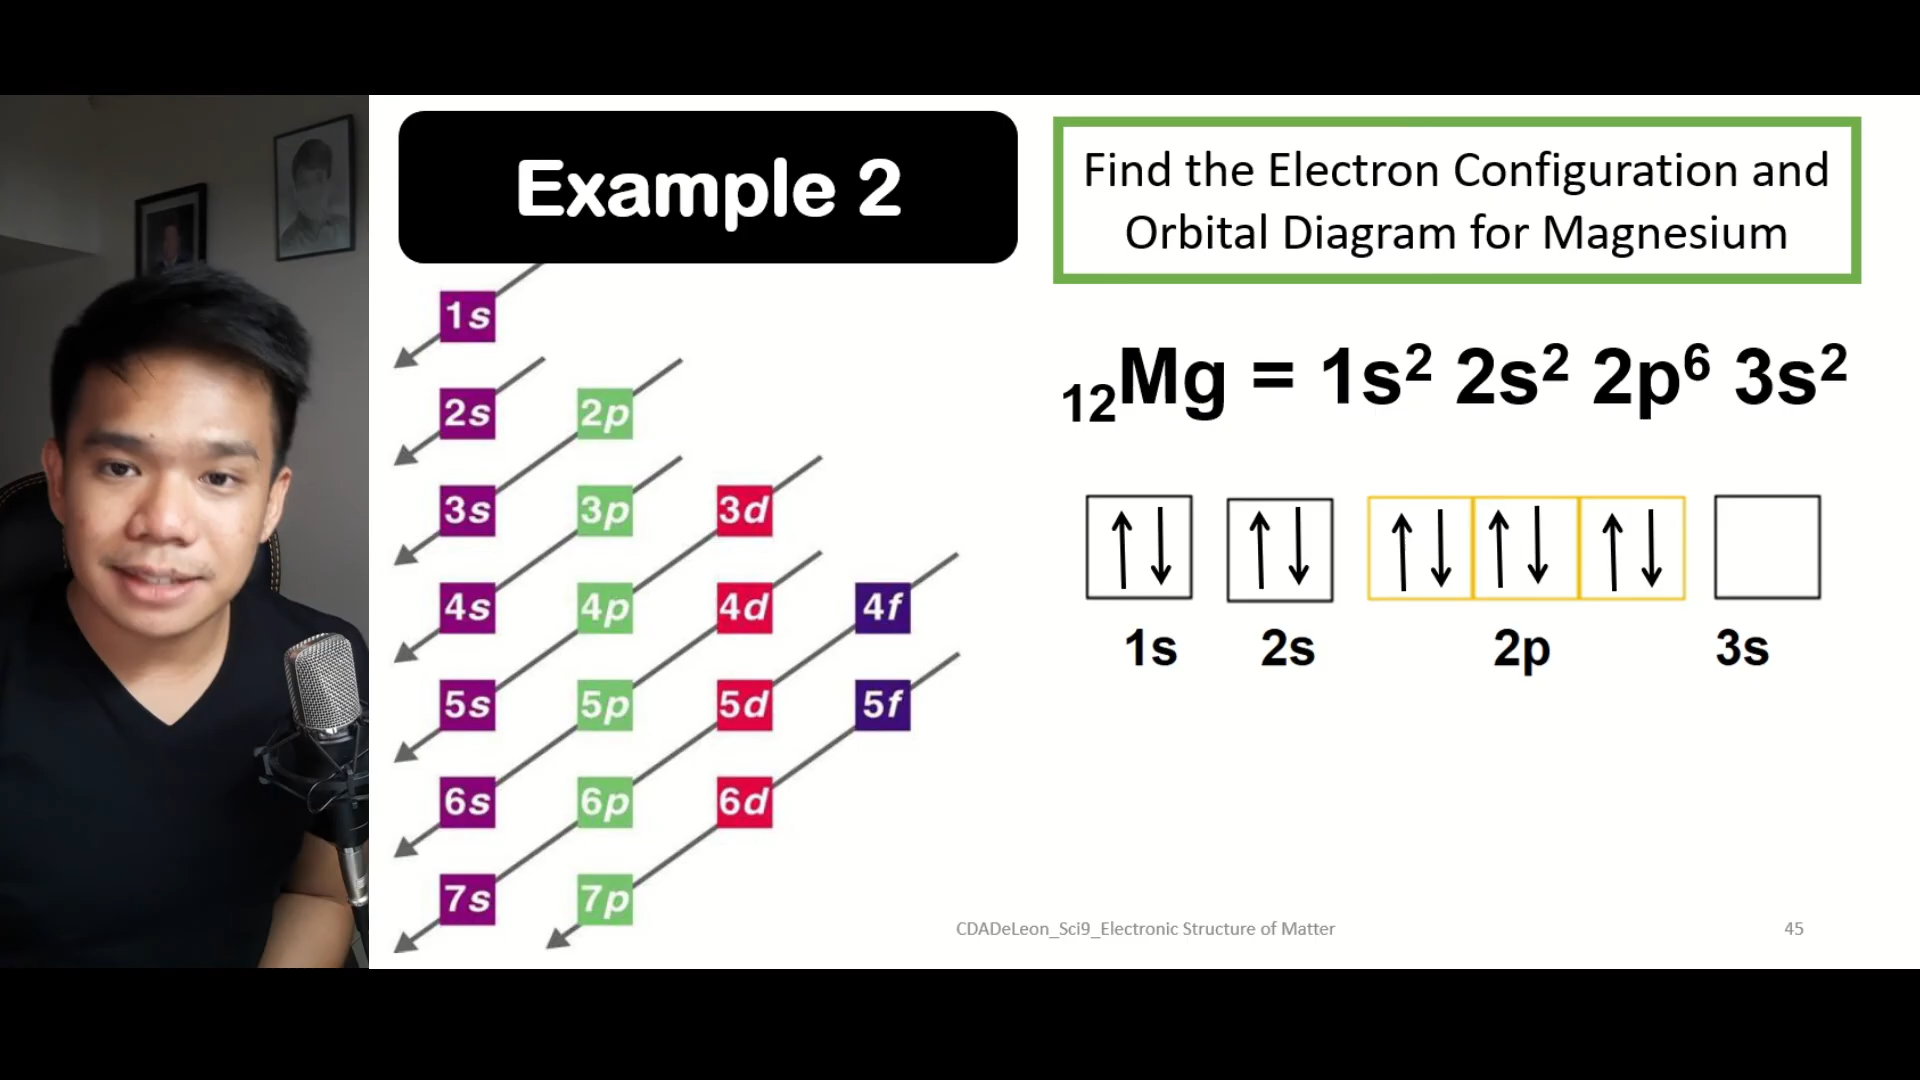 Example 2
Find the Electron Configuration and
Orbital Diagram for Magnesium
₁₂Mg = 1s² 2s² 2p⁶ 3s²
1s
2s 2p
3s 3p 3d
4s 4p 4d 4f
5s 5p 5d 5f
6s 6p 6d
7s 7p
↑↓ ↑↓ ↑↓ ↑↓ ↑↓
1s 2s 2p 3s
CDADeLeon_Sci9_Electronic Structure of Matter 45